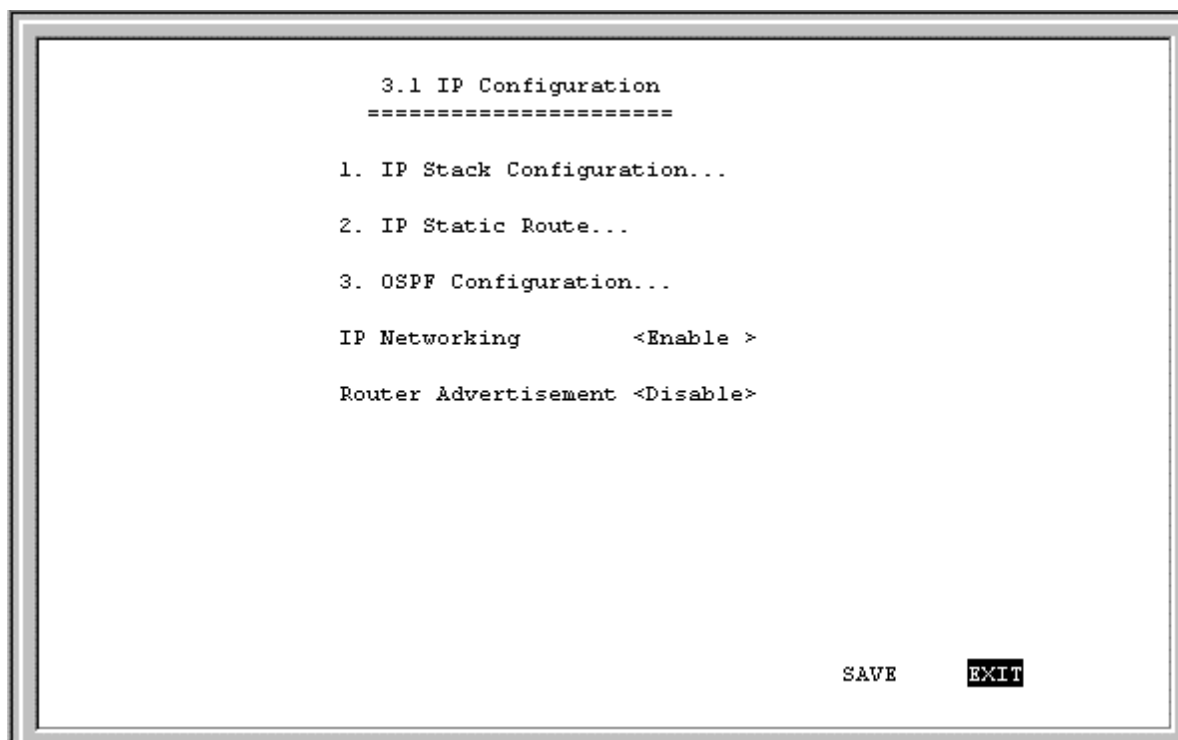 3.1 IP Configuration
======================
1. IP Stack Configuration...
2. IP Static Route...
3. OSPF Configuration...
IP Networking <Enable >
Router Advertisement <Disable>
SAVE EXIT